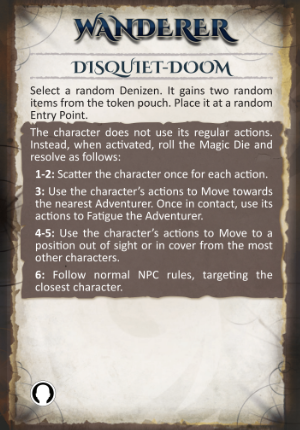 WANDERER
DISQUIET-DOOM
Select a random Denizen. It gains two random
items from the token pouch. Place it at a random
Entry Point.
The character does not use its regular actions.
Instead, when activated, roll the Magic Die and
resolve as follows:
1-2: Scatter the character once for each action.
3: Use the character's actions to Move towards
the nearest Adventurer. Once in contact, use its
actions to Fatigue the Adventurer.
4-5: Use the character's actions to Move to a
position out of sight or in cover from the most
other characters.
6: Follow normal NPC rules, targeting the
closest character.